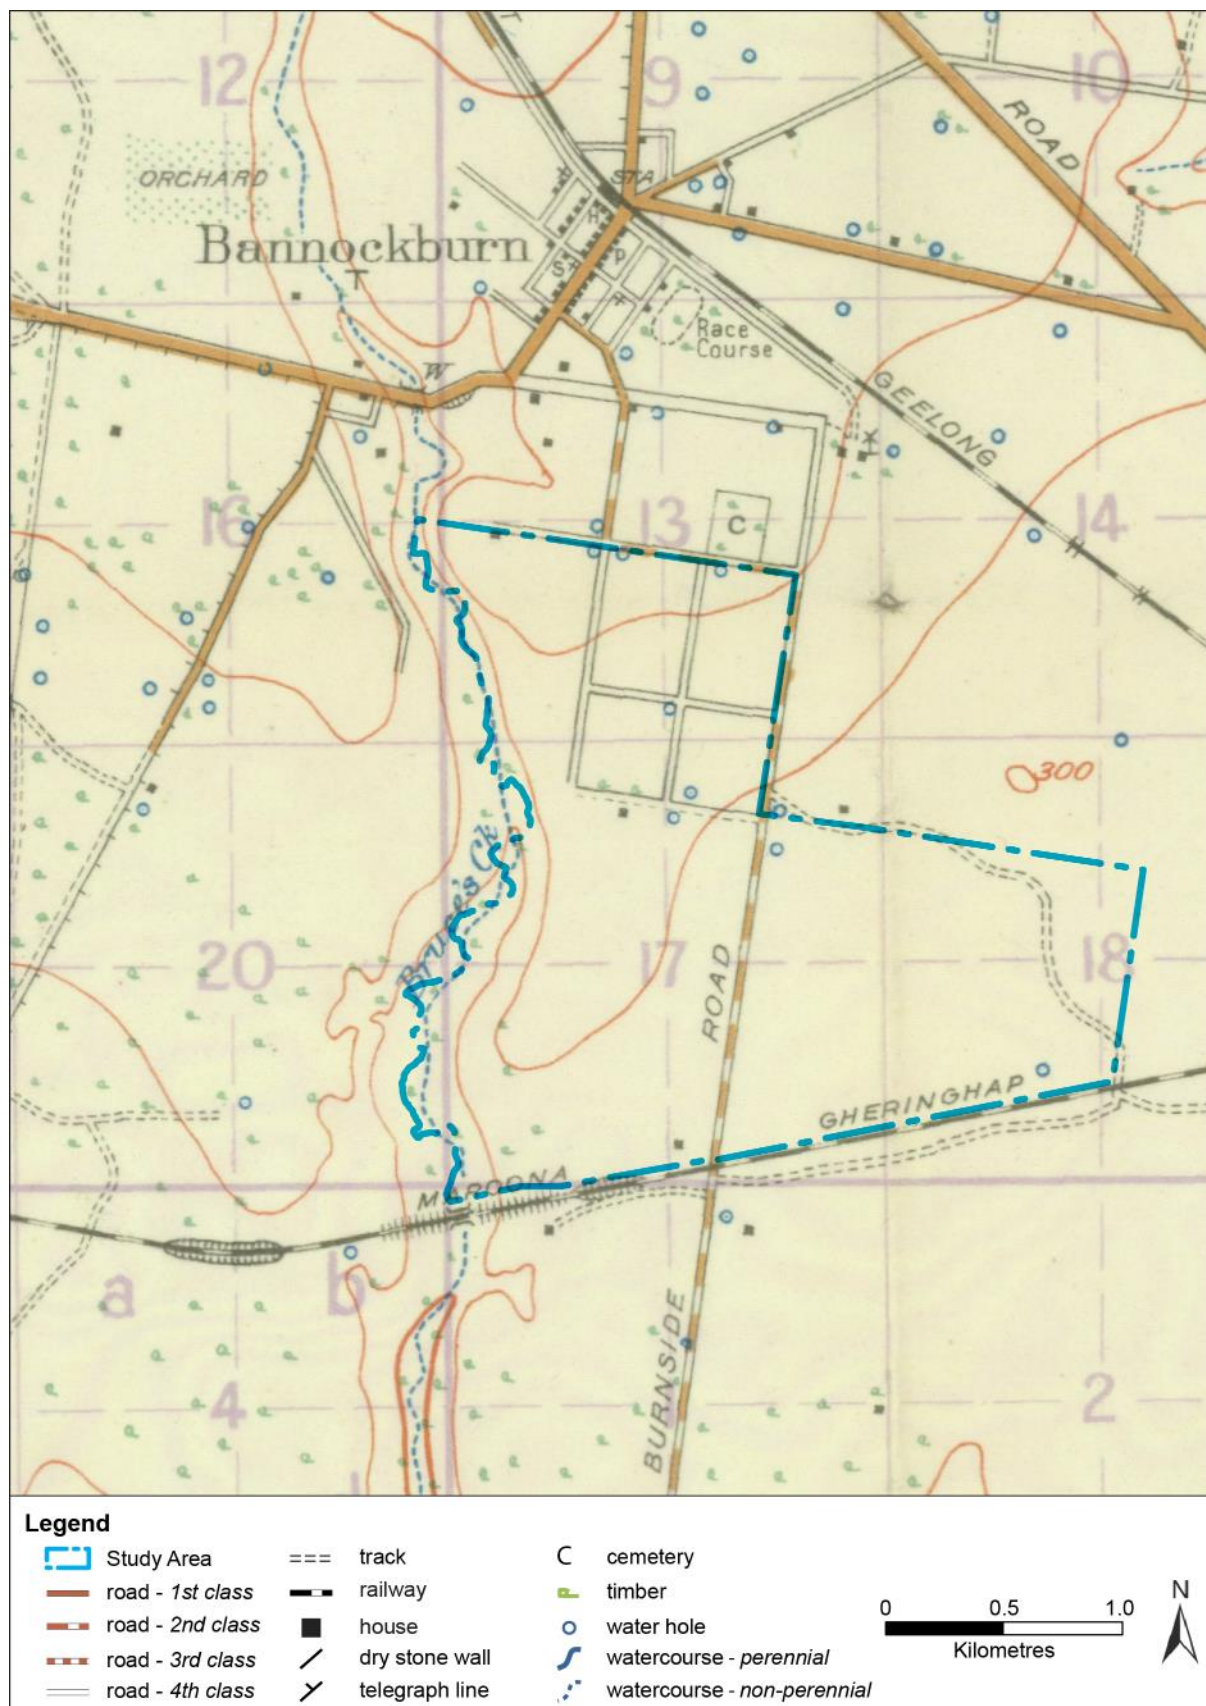 12
9
10
T
ROAD
ORCHARD
STA
H
Bannockburn
S
P
T
Race
Course
W
GEELONG
16
13
14
C
300
Bruce's Ck
20
17
18
ROAD
GHERINGHAP
MAROONA
a
b
BURNSIDE
4
2
Legend
Study Area
road - 1st class
road - 2nd class
road - 3rd class
road - 4th class
track
railway
house
dry stone wall
telegraph line
C cemetery
timber
water hole
watercourse - perennial
watercourse - non-perennial
0 0.5 1.0
Kilometres
N